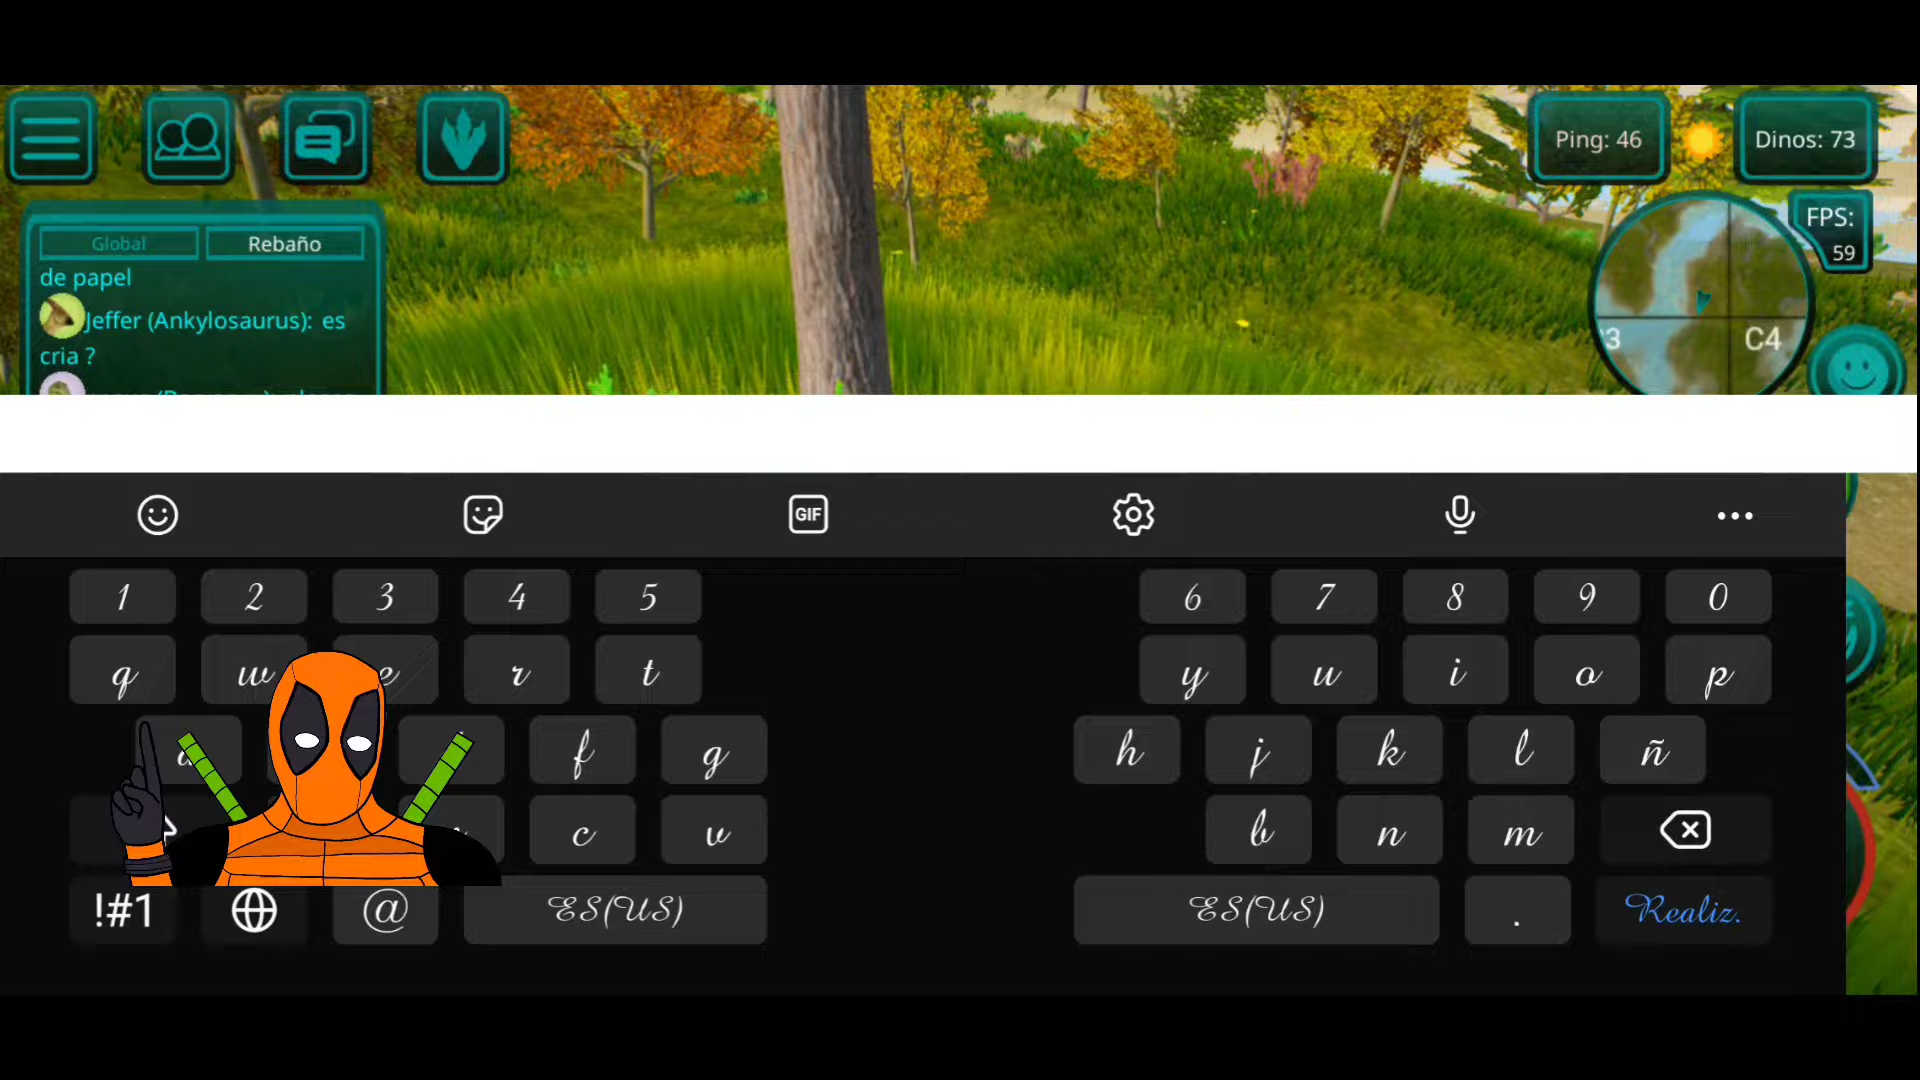 Ping: 46
Dinos: 73
FPS:
59
Global
Rebaño
de papel
Jeffer (Ankylosaurus): es
cria ?
C4
GIF
1 2 3 4 5 6 7 8 9 0
q w e r t y u i o p
f g h j k l ñ
c v b n m
!#1 @ ES(US) ES(US) . Realiz.